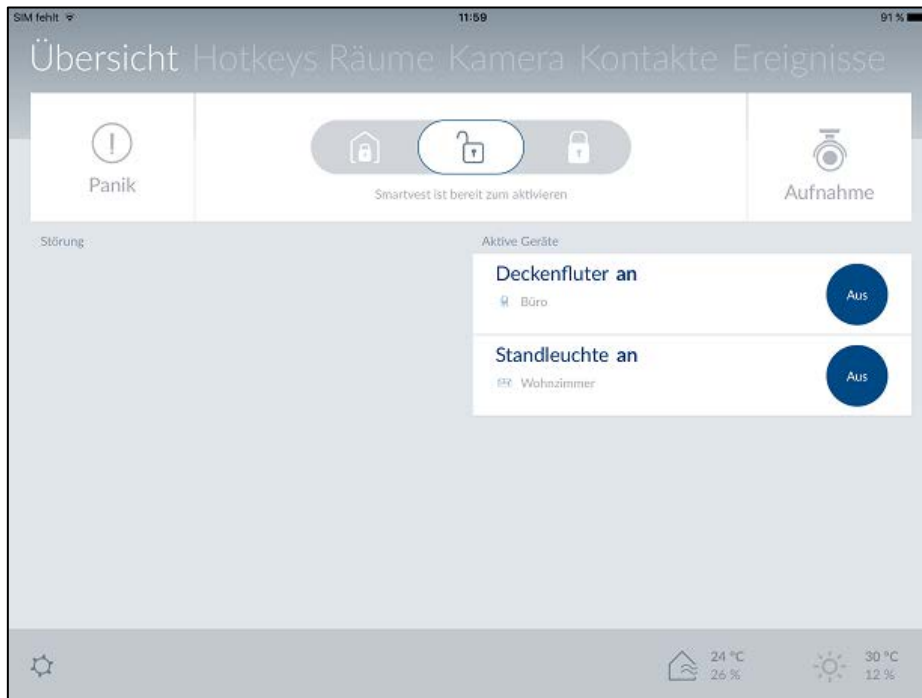 SIM fehlt 11:59 91 %
Übersicht Hotkeys Räume Kamera Kontakte Ereignisse
Panik
Smartvest ist bereit zum aktivieren
Aufnahme
Störung
Aktive Geräte
Deckenfluter an
Büro
Aus
Standleuchte an
Wohnzimmer
Aus
24 °C
26 %
30 °C
12 %